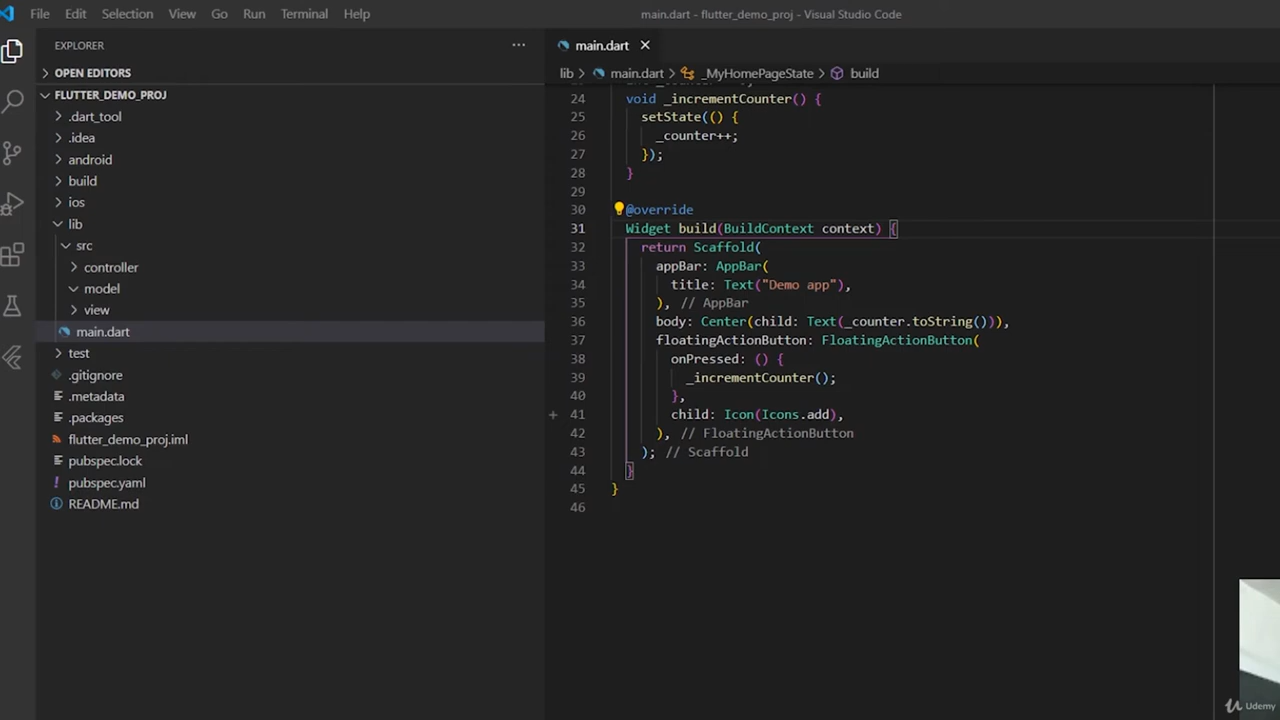 File Edit Selection View Go Run Terminal Help
main.dart - flutter_demo_proj - Visual Studio Code
EXPLORER
OPEN EDITORS
FLUTTER_DEMO_PROJ
.dart_tool
.idea
android
build
ios
lib
src
controller
model
view
main.dart
test
.gitignore
.metadata
.packages
flutter_demo_proj.iml
pubspec.lock
pubspec.yaml
README.md
main.dart
lib > main.dart > _MyHomePageState > build
24 void _incrementCounter() {
25 setState(() {
26 _counter++;
27 });
28 }
29
30 @override
31 Widget build(BuildContext context) {
32 return Scaffold(
33 appBar: AppBar(
34 title: Text("Demo app"),
35 ), // AppBar
36 body: Center(child: Text(_counter.toString())),
37 floatingActionButton: FloatingActionButton(
38 onPressed: () {
39 _incrementCounter();
40 },
41 child: Icon(Icons.add),
42 ), // FloatingActionButton
43 ); // Scaffold
44 }
45 }
46
Udemy